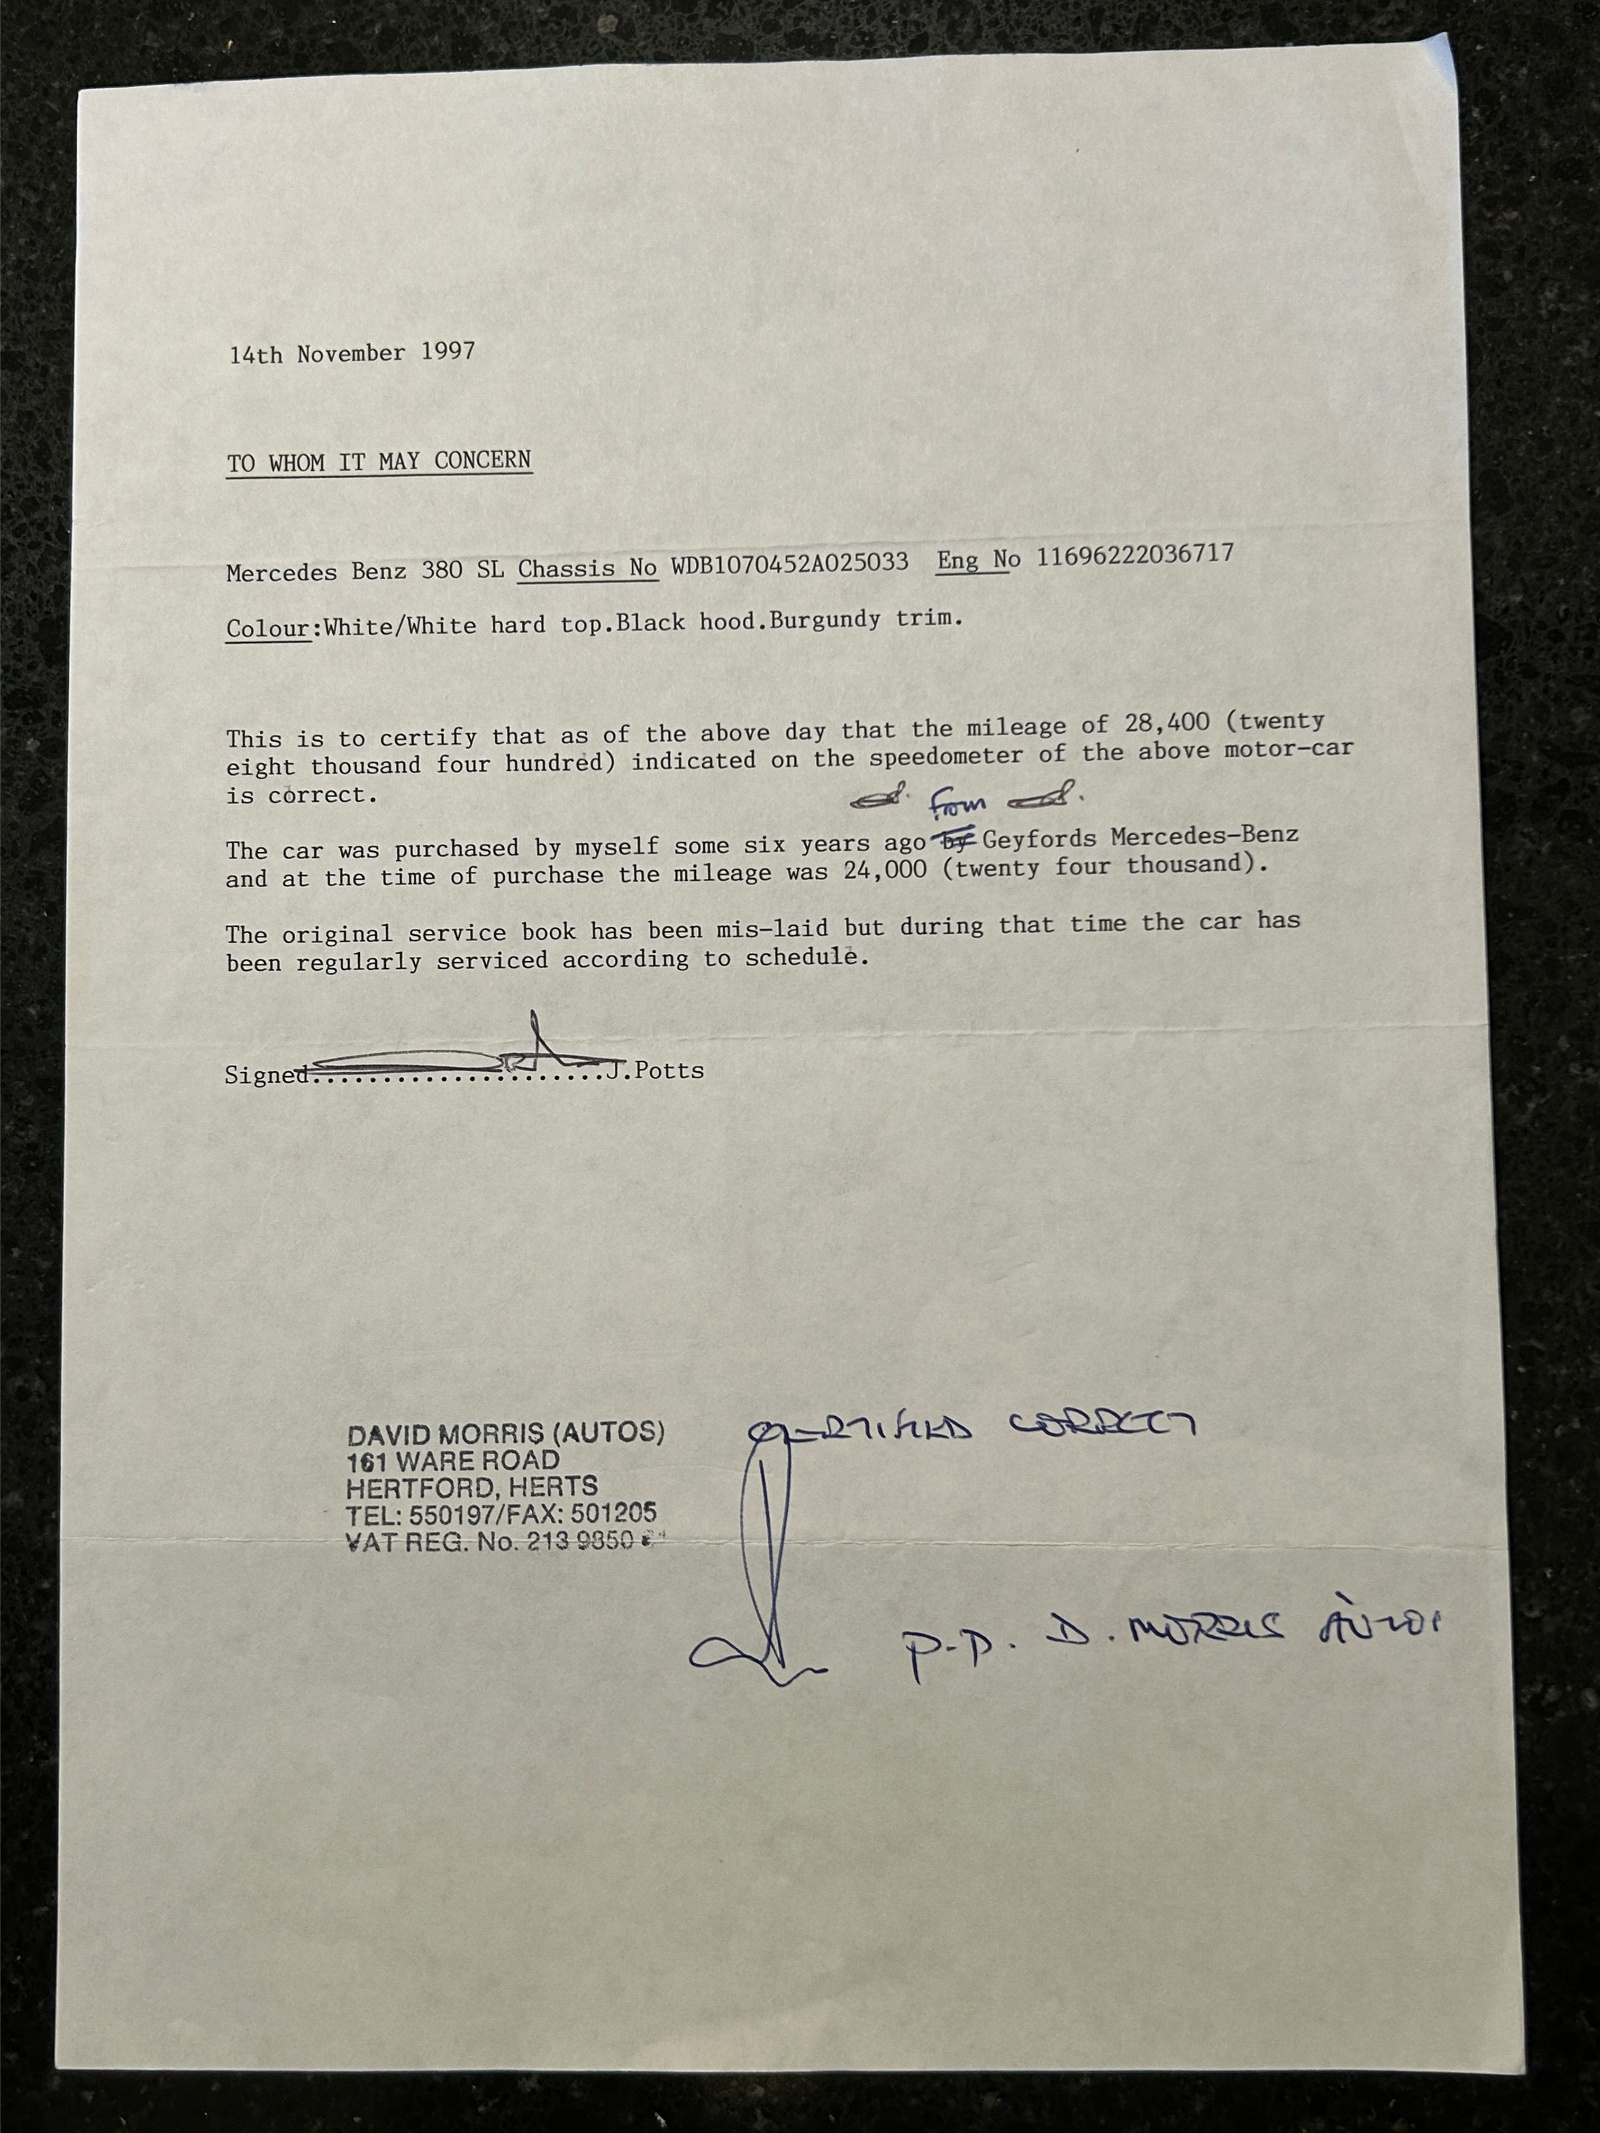 14th November 1997
TO WHOM IT MAY CONCERN
Mercedes Benz 380 SL Chassis No WDB1070452A025033 Eng No 11696222036717
Colour:White/White hard top.Black hood.Burgundy trim.
This is to certify that as of the above day that the mileage of 28,400 (twenty
eight thousand four hundred) indicated on the speedometer of the above motor-car
is correct.
from
The car was purchased by myself some six years ago by Geyfords Mercedes-Benz
and at the time of purchase the mileage was 24,000 (twenty four thousand).
The original service book has been mis-laid but during that time the car has
been regularly serviced according to schedule.
Signed.....................J.Potts
DAVID MORRIS (AUTOS)
161 WARE ROAD
HERTFORD, HERTS
TEL: 550197/FAX: 501205
VAT REG. No. 213 9850
CERTIFIED CORRECT
P.P. D. MORRIS AUTOS